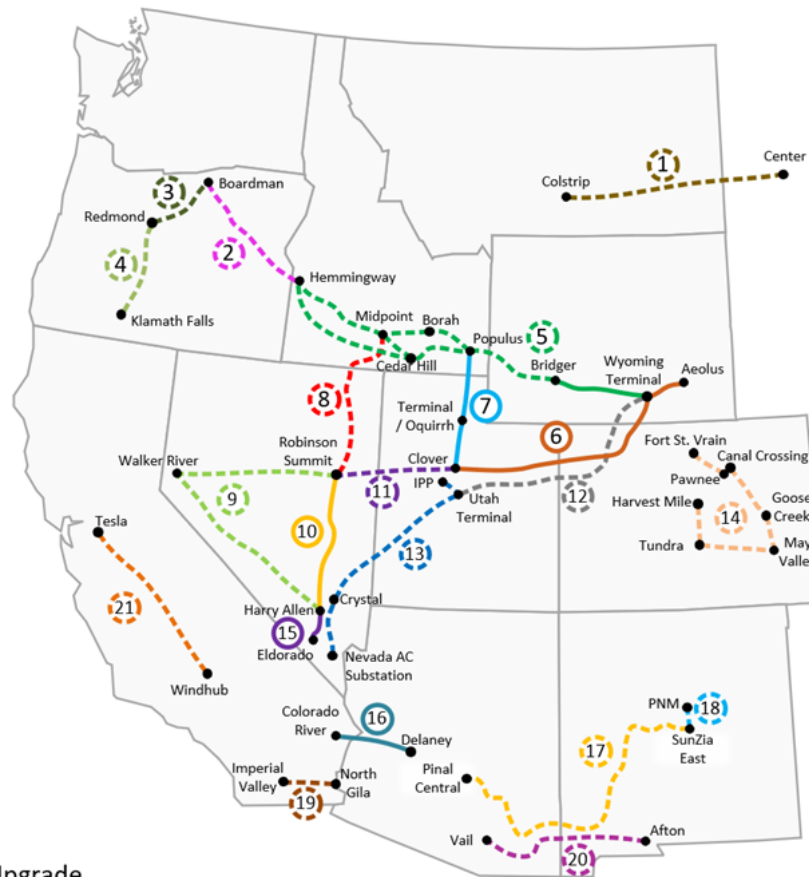 1
Center
Colstrip
3
Boardman
Redmond
2
4
Hemmingway
Klamath Falls
Midpoint
Borah
Populus
5
Cedar Hill
Bridger
Wyoming
Terminal
Aeolus
8
7
Terminal
/ Oquirrh
6
Fort St. Vrain
Canal Crossing
Robinson
Summit
Clover
Walker River
Pawnee
IPP
11
12
9
Utah
Terminal
Harvest Mile
Goose
Creek
14
Tesla
10
13
Tundra
May
Valle
Crystal
21
Harry Allen
15
Eldorado
Nevada AC
Substation
Windhub
PNM
18
Colorado
River
16
17
SunZia
East
Delaney
Imperial
Valley
North
Gila
Pinal
Central
19
Vail
Afton
20
Upgrade